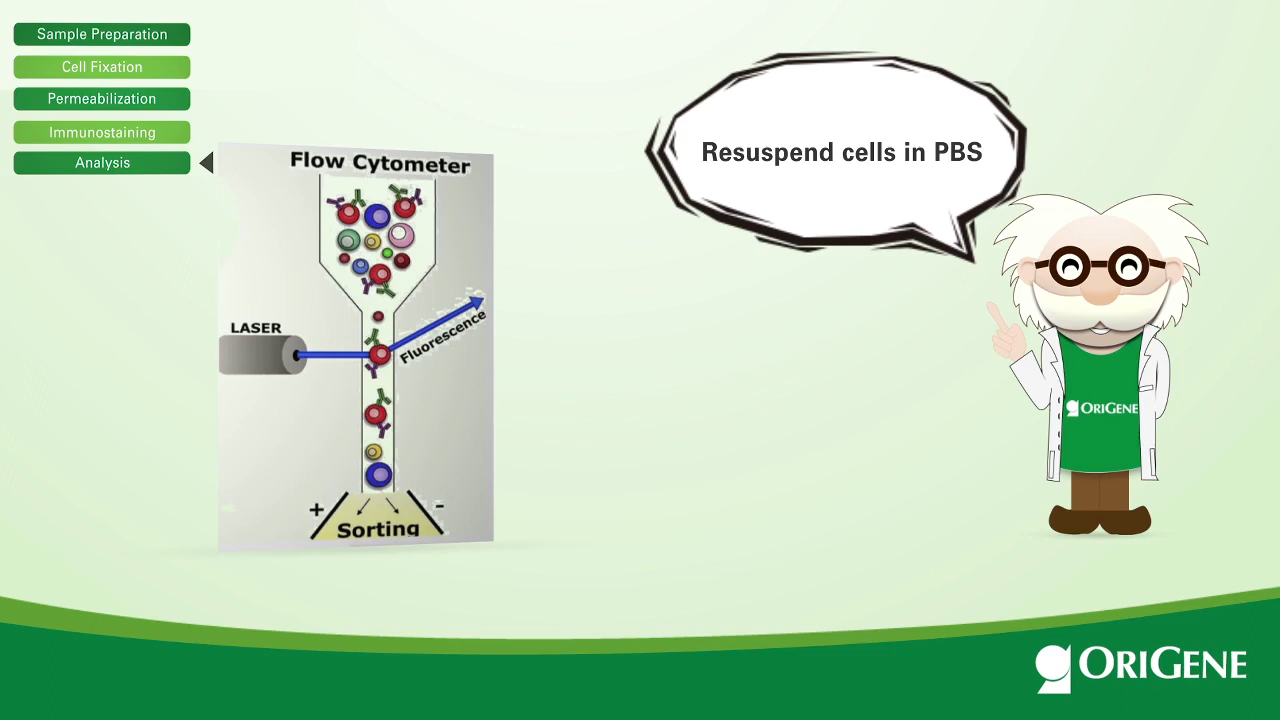 Sample Preparation
Cell Fixation
Permeabilization
Immunostaining
Analysis
Flow Cytometer
LASER
Fluorescence
+
-
Sorting
Resuspend cells in PBS
ORIGENE
ORIGENE